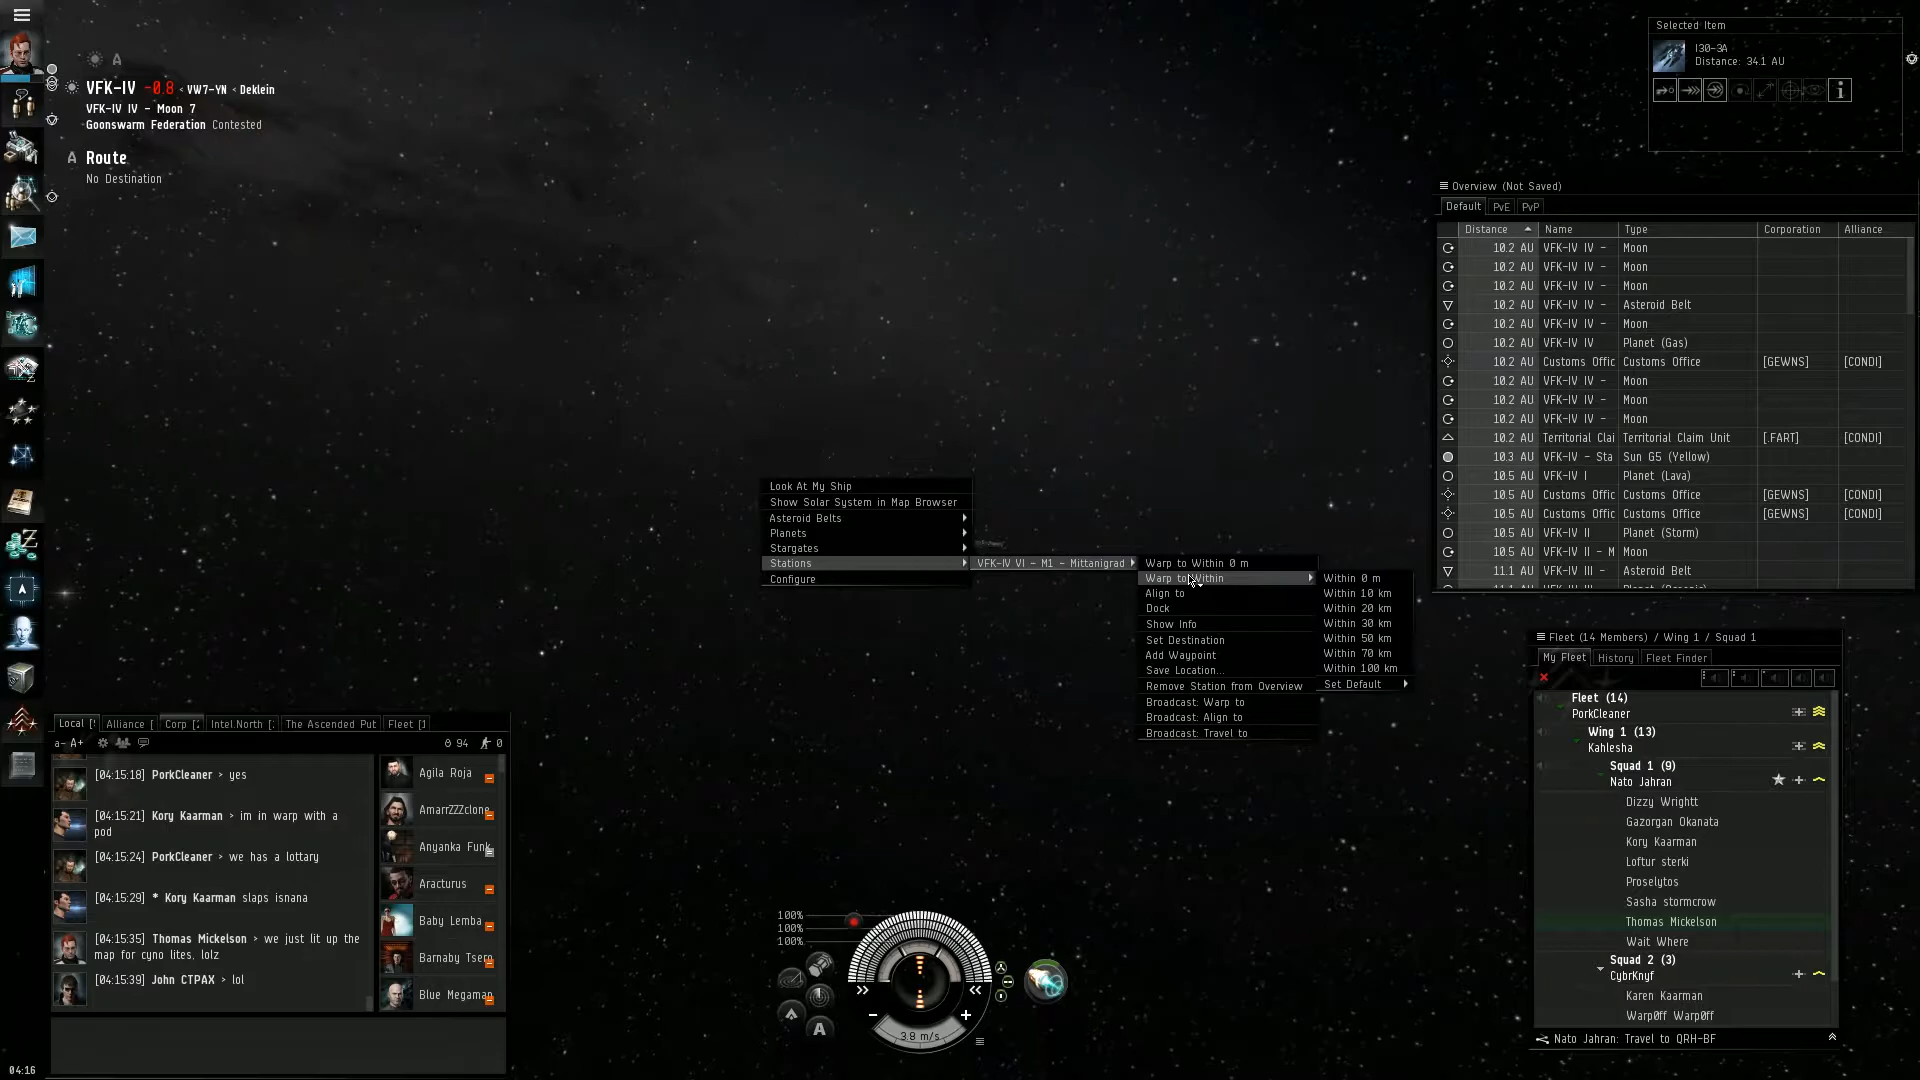 A
VFK-IV -0.8 < VW7-YN < Deklein
VFK-IV IV - Moon 7
Goonswarm Federation Contested
A Route
No Destination
Selected Item
I30-3A
Distance: 34.1 AU
Overview (Not Saved)
Default PvE PvP
Distance Name Type Corporation Alliance
10.2 AU VFK-IV IV - Moon
10.2 AU VFK-IV IV - Moon
10.2 AU VFK-IV IV - Moon
10.2 AU VFK-IV IV - Asteroid Belt
10.2 AU VFK-IV IV - Moon
10.2 AU VFK-IV IV Planet (Gas)
10.2 AU Customs Offic Customs Office [GEWNS] [CONDI]
10.2 AU VFK-IV IV - Moon
10.2 AU VFK-IV IV - Moon
10.2 AU VFK-IV IV - Moon
10.2 AU Territorial Clai Territorial Claim Unit [.FART] [CONDI]
10.3 AU VFK-IV - Sta Sun G5 (Yellow)
10.5 AU VFK-IV I Planet (Lava)
10.5 AU Customs Offic Customs Office [GEWNS] [CONDI]
10.5 AU Customs Offic Customs Office [GEWNS] [CONDI]
10.5 AU VFK-IV II Planet (Storm)
10.5 AU VFK-IV II - M Moon
11.1 AU VFK-IV III - Asteroid Belt
Look At My Ship
Show Solar System in Map Browser
Asteroid Belts
Planets
Stargates
Stations
Configure
VFK-IV VI - M1 - Mittanigrad
Warp to Within 0 m
Warp to Within
Align to
Dock
Show Info
Set Destination
Add Waypoint
Save Location...
Remove Station from Overview
Broadcast: Warp to
Broadcast: Align to
Broadcast: Travel to
Within 0 m
Within 10 km
Within 20 km
Within 30 km
Within 50 km
Within 70 km
Within 100 km
Set Default
Fleet (14 Members) / Wing 1 / Squad 1
My Fleet History Fleet Finder
Fleet (14)
PorkCleaner
Wing 1 (13)
Kahlesha
Squad 1 (9)
Nato Jahran
Dizzy Wrightt
Gazorgan Okanata
Kory Kaarman
Loftur sterki
Proselytos
Sasha stormcrow
Thomas Mickelson
Wait Where
Squad 2 (3)
CybrKnyf
Karen Kaarman
Warp0ff Warp0ff
Nato Jahran: Travel to QRH-BF
Local [ Alliance [ Corp [ Intel.North [ The Ascended Put Fleet [
a- A+ 94 0
[04:15:18] PorkCleaner > yes
[04:15:21] Kory Kaarman > im in warp with a
pod
[04:15:24] PorkCleaner > we has a lottary
[04:15:29] * Kory Kaarman slaps isnana
[04:15:35] Thomas Mickelson > we just lit up the
map for cyno lites, lolz
[04:15:39] John CTPAX > lol
Agila Roja
AmarrZZZclone
Anyanka Funk
Aracturus
Baby Lemba
Barnaby Tsero
Blue Megaman
100%
100%
100%
A
3.8 m/s
04:16